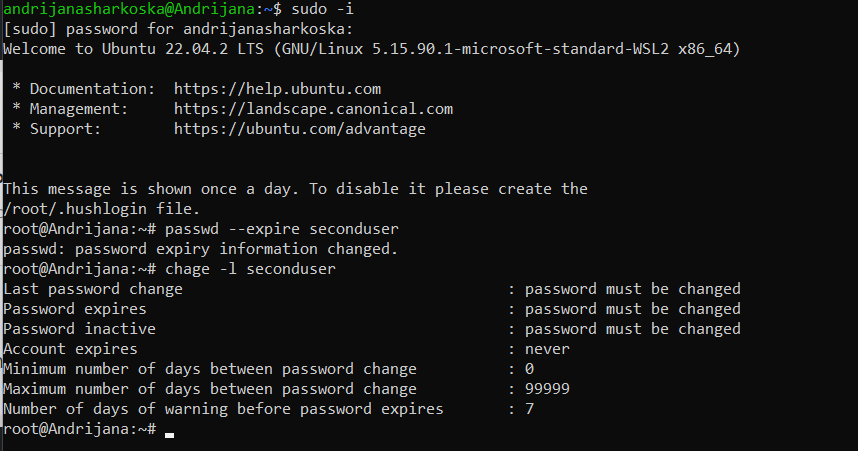 andrijanasharkoska@Andrijana:~$ sudo -i
[sudo] password for andrijanasharkoska:
Welcome to Ubuntu 22.04.2 LTS (GNU/Linux 5.15.90.1-microsoft-standard-WSL2 x86_64)
* Documentation:  https://help.ubuntu.com
* Management:     https://landscape.canonical.com
* Support:        https://ubuntu.com/advantage
This message is shown once a day. To disable it please create the
/root/.hushlogin file.
root@Andrijana:~# passwd --expire seconduser
passwd: password expiry information changed.
root@Andrijana:~# chage -l seconduser
Last password change : password must be changed
Password expires : password must be changed
Password inactive : password must be changed
Account expires : never
Minimum number of days between password change : 0
Maximum number of days between password change : 99999
Number of days of warning before password expires : 7
root@Andrijana:~#